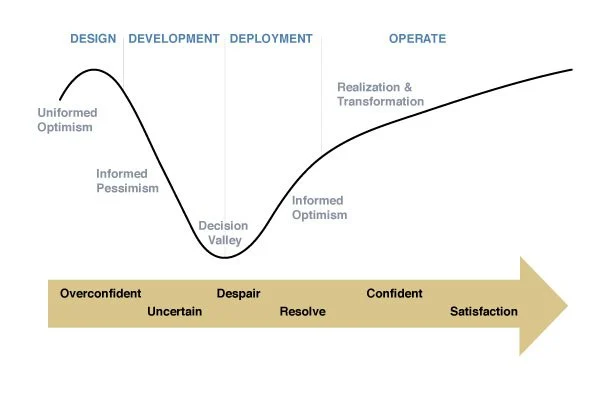 DESIGN DEVELOPMENT DEPLOYMENT OPERATE
Realization &
Transformation
Uniformed
Optimism
Informed
Pessimism
Informed
Optimism
Decision
Valley
Overconfident Despair Confident
Uncertain Resolve Satisfaction